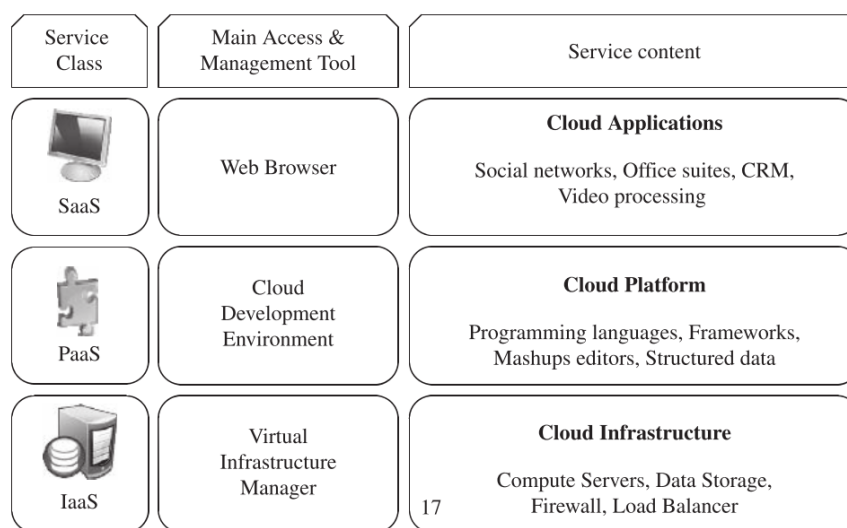 Service
Class
Main Access &
Management Tool
Service content
SaaS
Web Browser
Cloud Applications
Social networks, Office suites, CRM,
Video processing
PaaS
Cloud
Development
Environment
Cloud Platform
Programming languages, Frameworks,
Mashups editors, Structured data
IaaS
Virtual
Infrastructure
Manager
Cloud Infrastructure
Compute Servers, Data Storage,
Firewall, Load Balancer
17